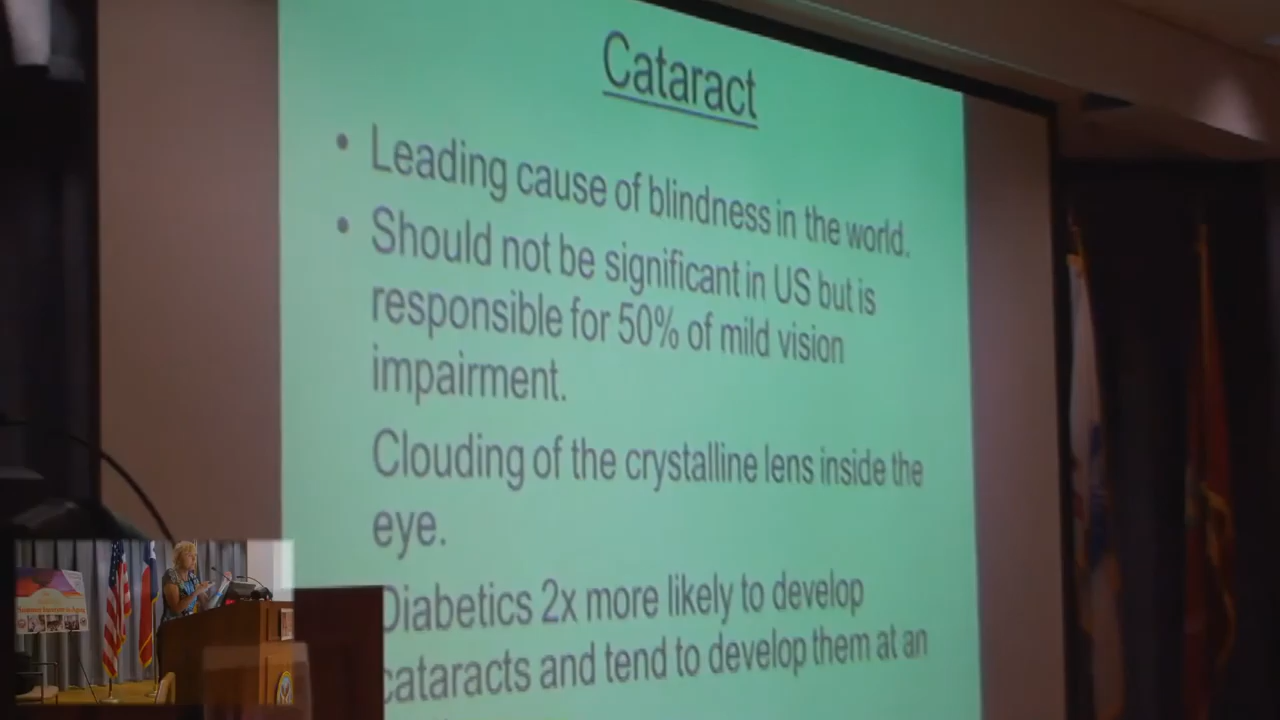 Cataract
• Leading cause of blindness in the world.
• Should not be significant in US but is
responsible for 50% of mild vision
impairment.
Clouding of the crystalline lens inside the
eye.
Diabetics 2x more likely to develop
cataracts and tend to develop them at an